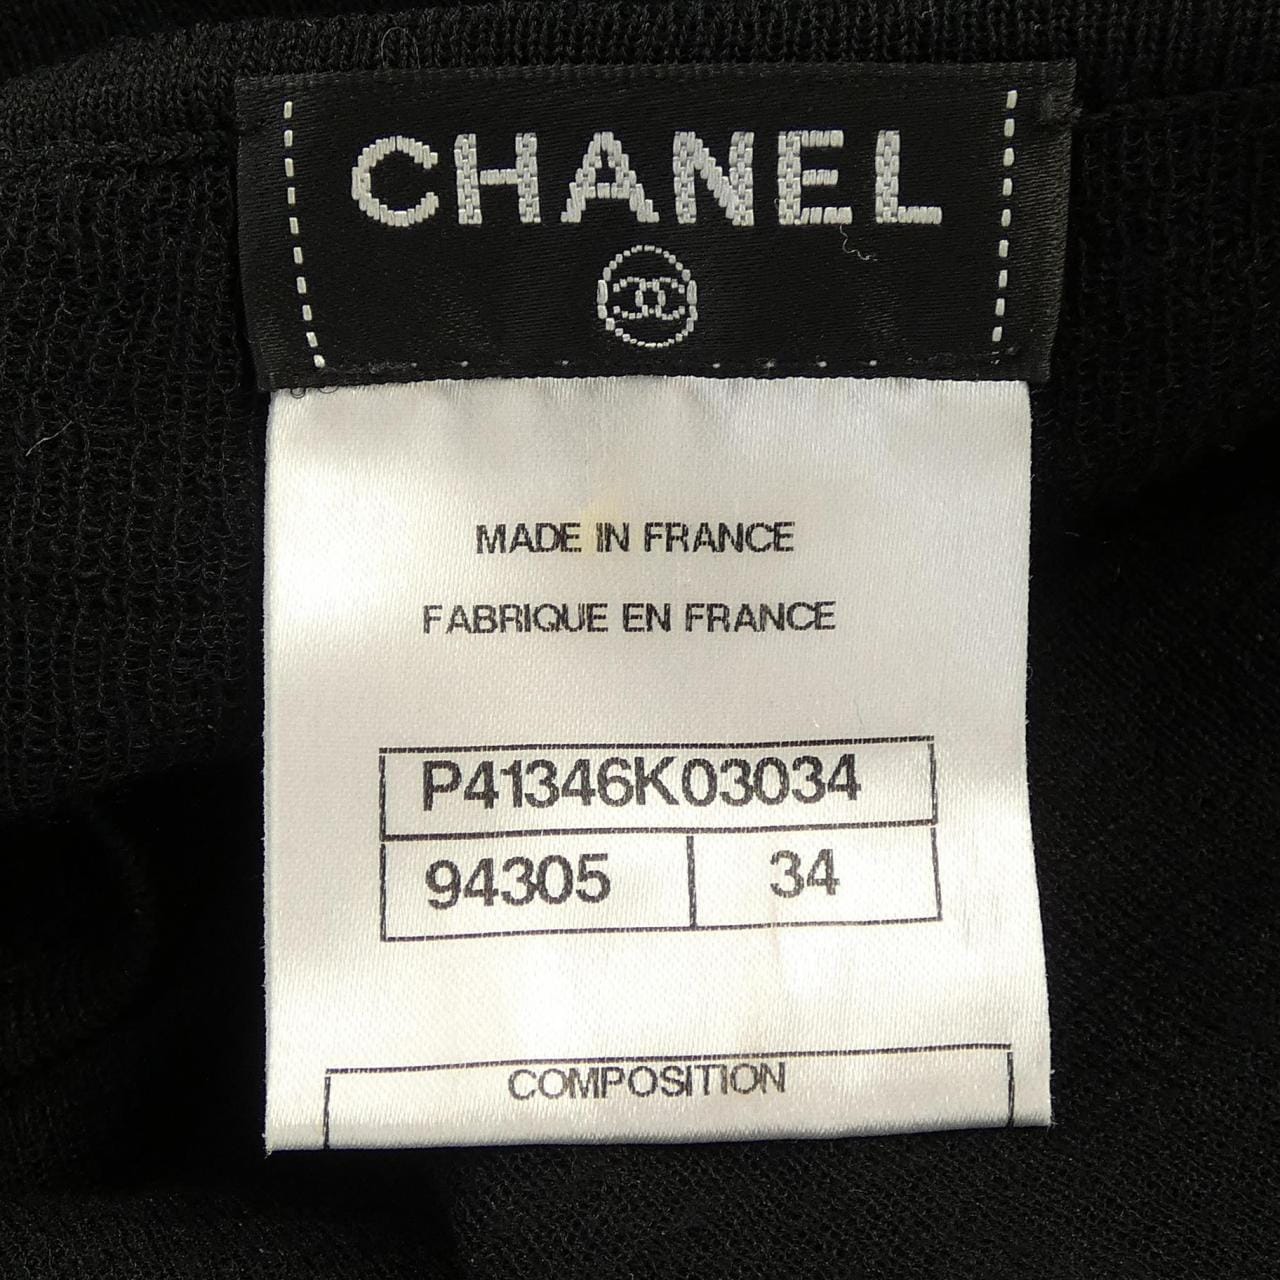 CHANEL
MADE IN FRANCE
FABRIQUE EN FRANCE
P41346K03034
94305 34
COMPOSITION